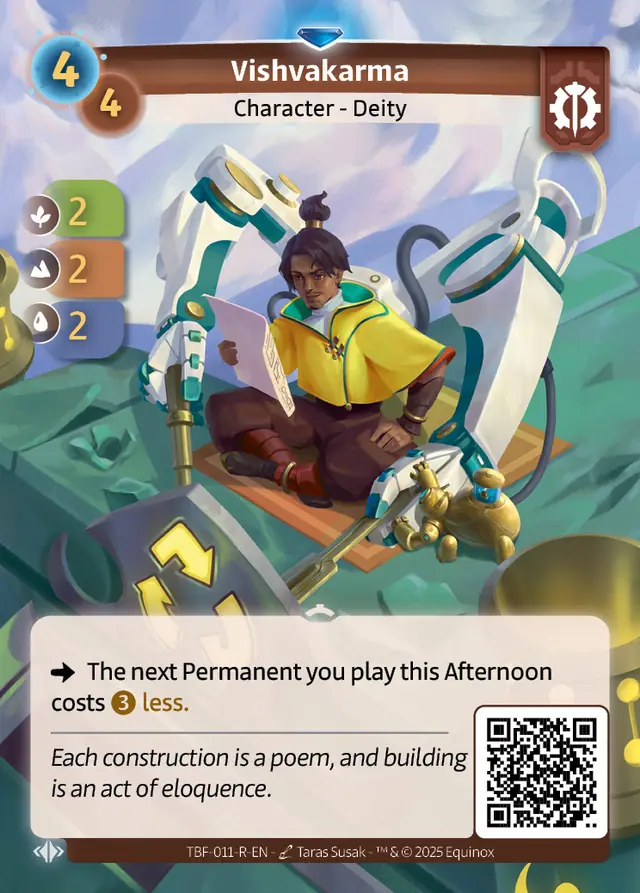 4
Vishvakarma
4
Character - Deity
2
2
2
➔ The next Permanent you play this Afternoon
costs 3 less.
Each construction is a poem, and building
is an act of eloquence.
TBF-011-R-EN - Taras Susak - ™ & © 2025 Equinox